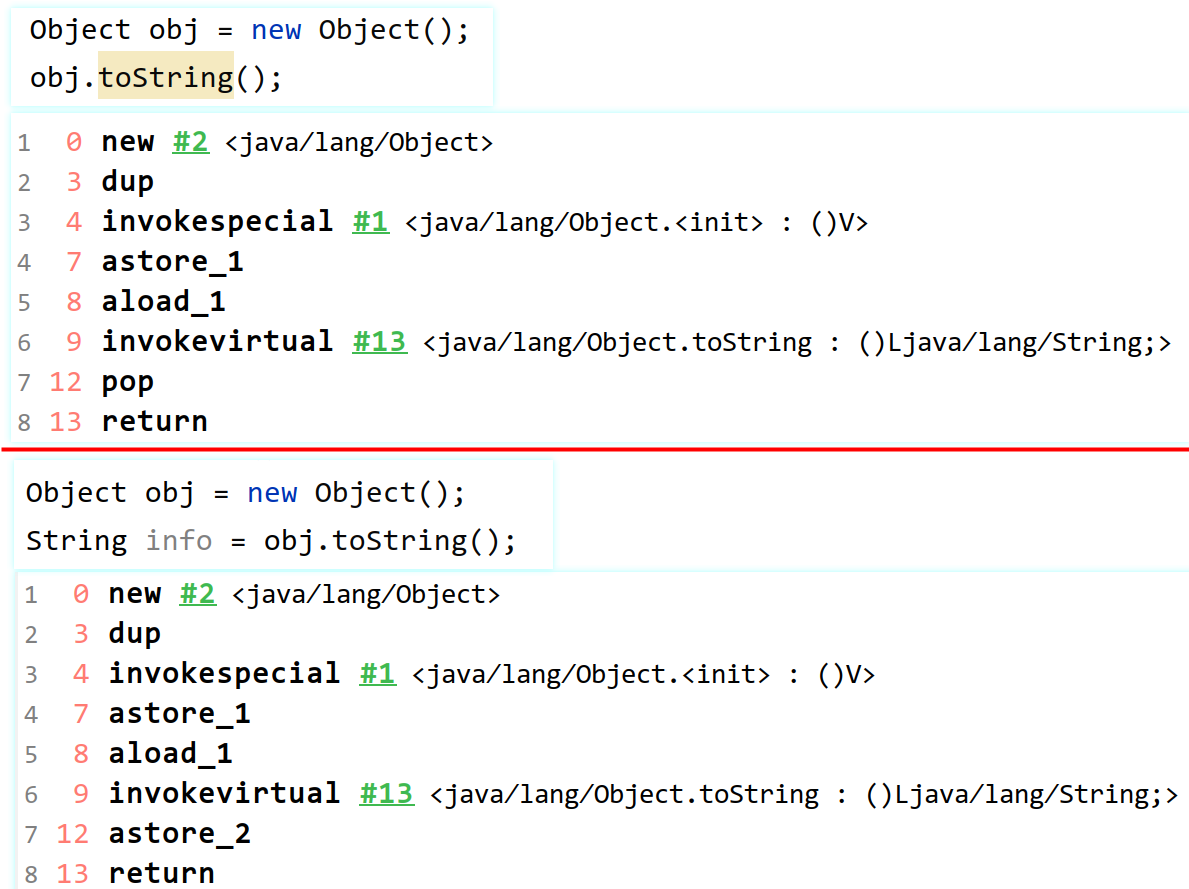 Object obj = new Object();
obj.toString();
1 0 new #2 <java/lang/Object>
2 3 dup
3 4 invokespecial #1 <java/lang/Object.<init> : ()V>
4 7 astore_1
5 8 aload_1
6 9 invokevirtual #13 <java/lang/Object.toString : ()Ljava/lang/String;>
7 12 pop
8 13 return
Object obj = new Object();
String info = obj.toString();
1 0 new #2 <java/lang/Object>
2 3 dup
3 4 invokespecial #1 <java/lang/Object.<init> : ()V>
4 7 astore_1
5 8 aload_1
6 9 invokevirtual #13 <java/lang/Object.toString : ()Ljava/lang/String;>
7 12 astore_2
8 13 return